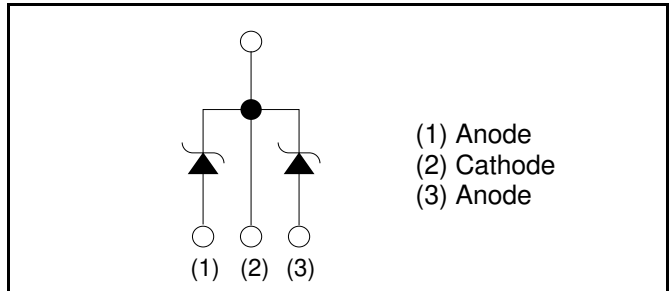 (1) Anode
(2) Cathode
(3) Anode
(1) (2) (3)